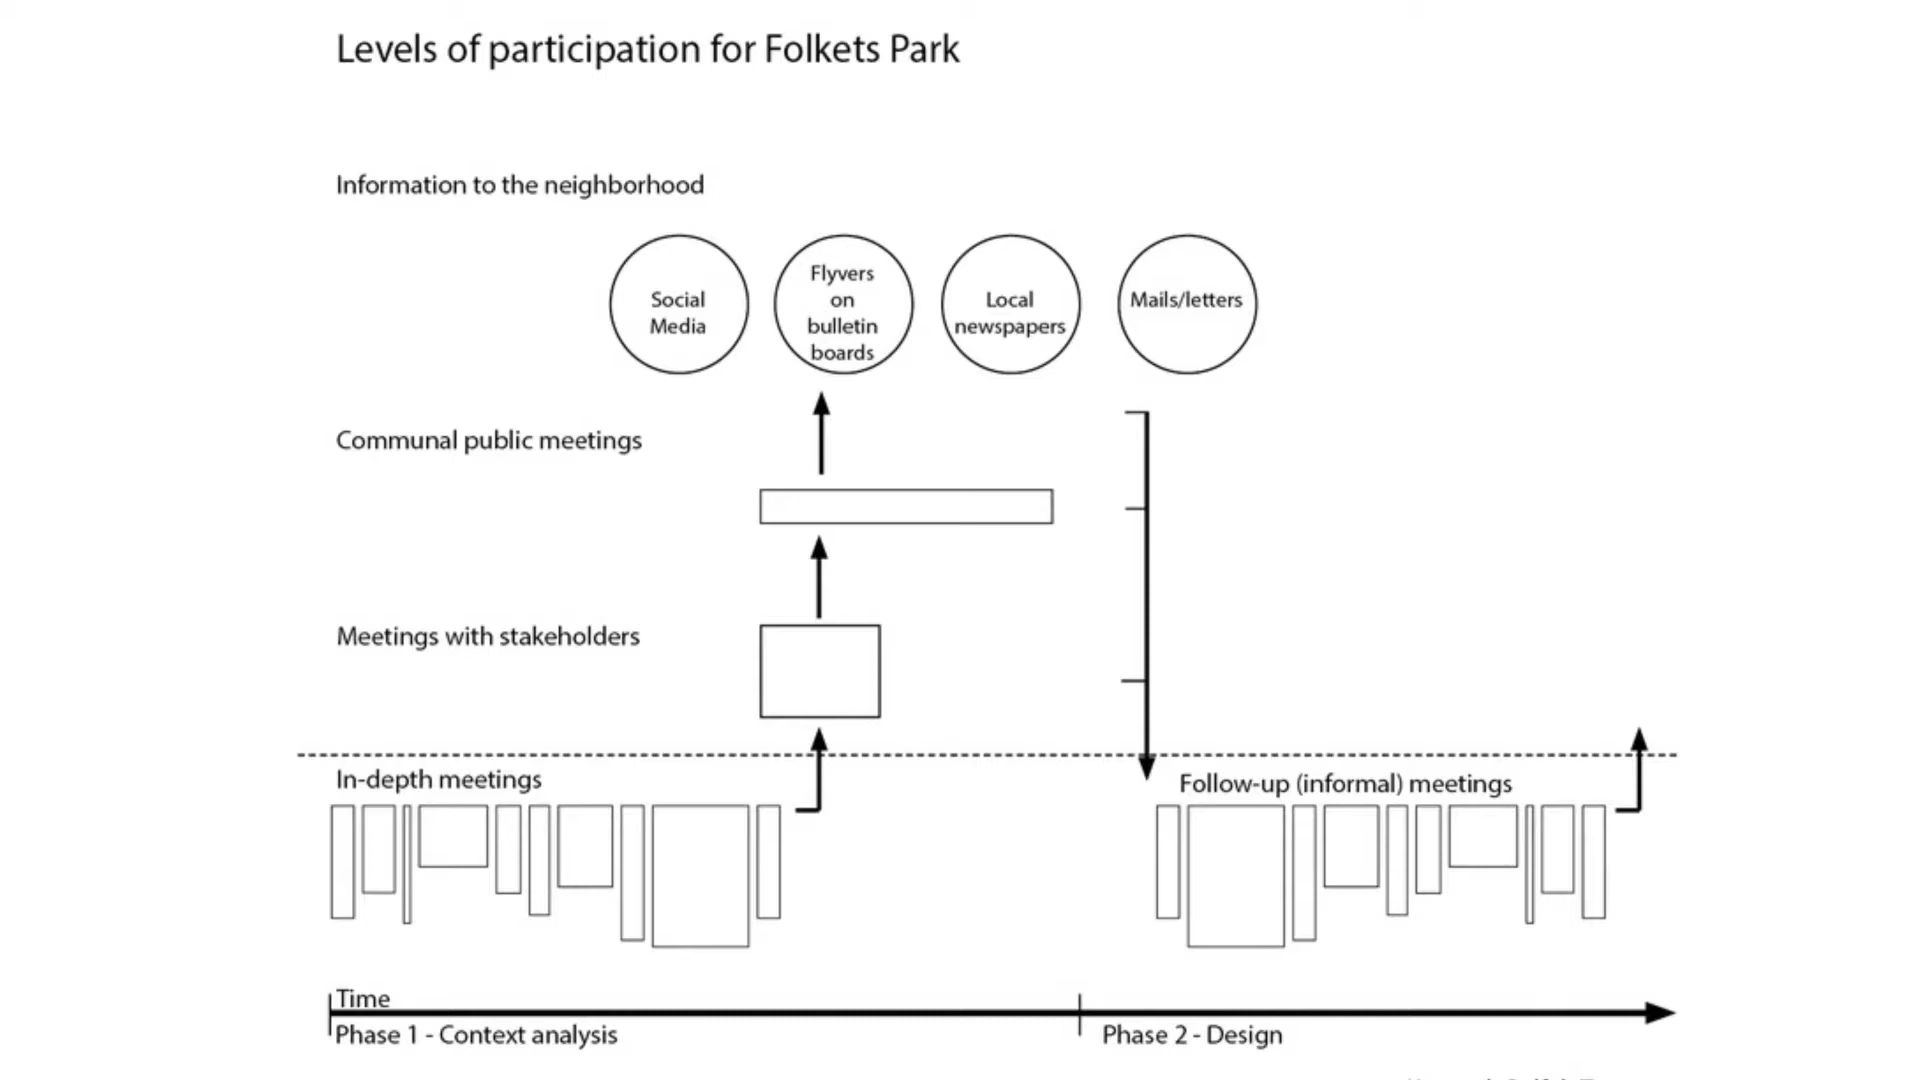 Levels of participation for Folkets Park
Information to the neighborhood
Social
Media
Flyvers
on
bulletin
boards
Local
newspapers
Mails/letters
Communal public meetings
Meetings with stakeholders
In-depth meetings
Follow-up (informal) meetings
Time
Phase 1 - Context analysis
Phase 2 - Design